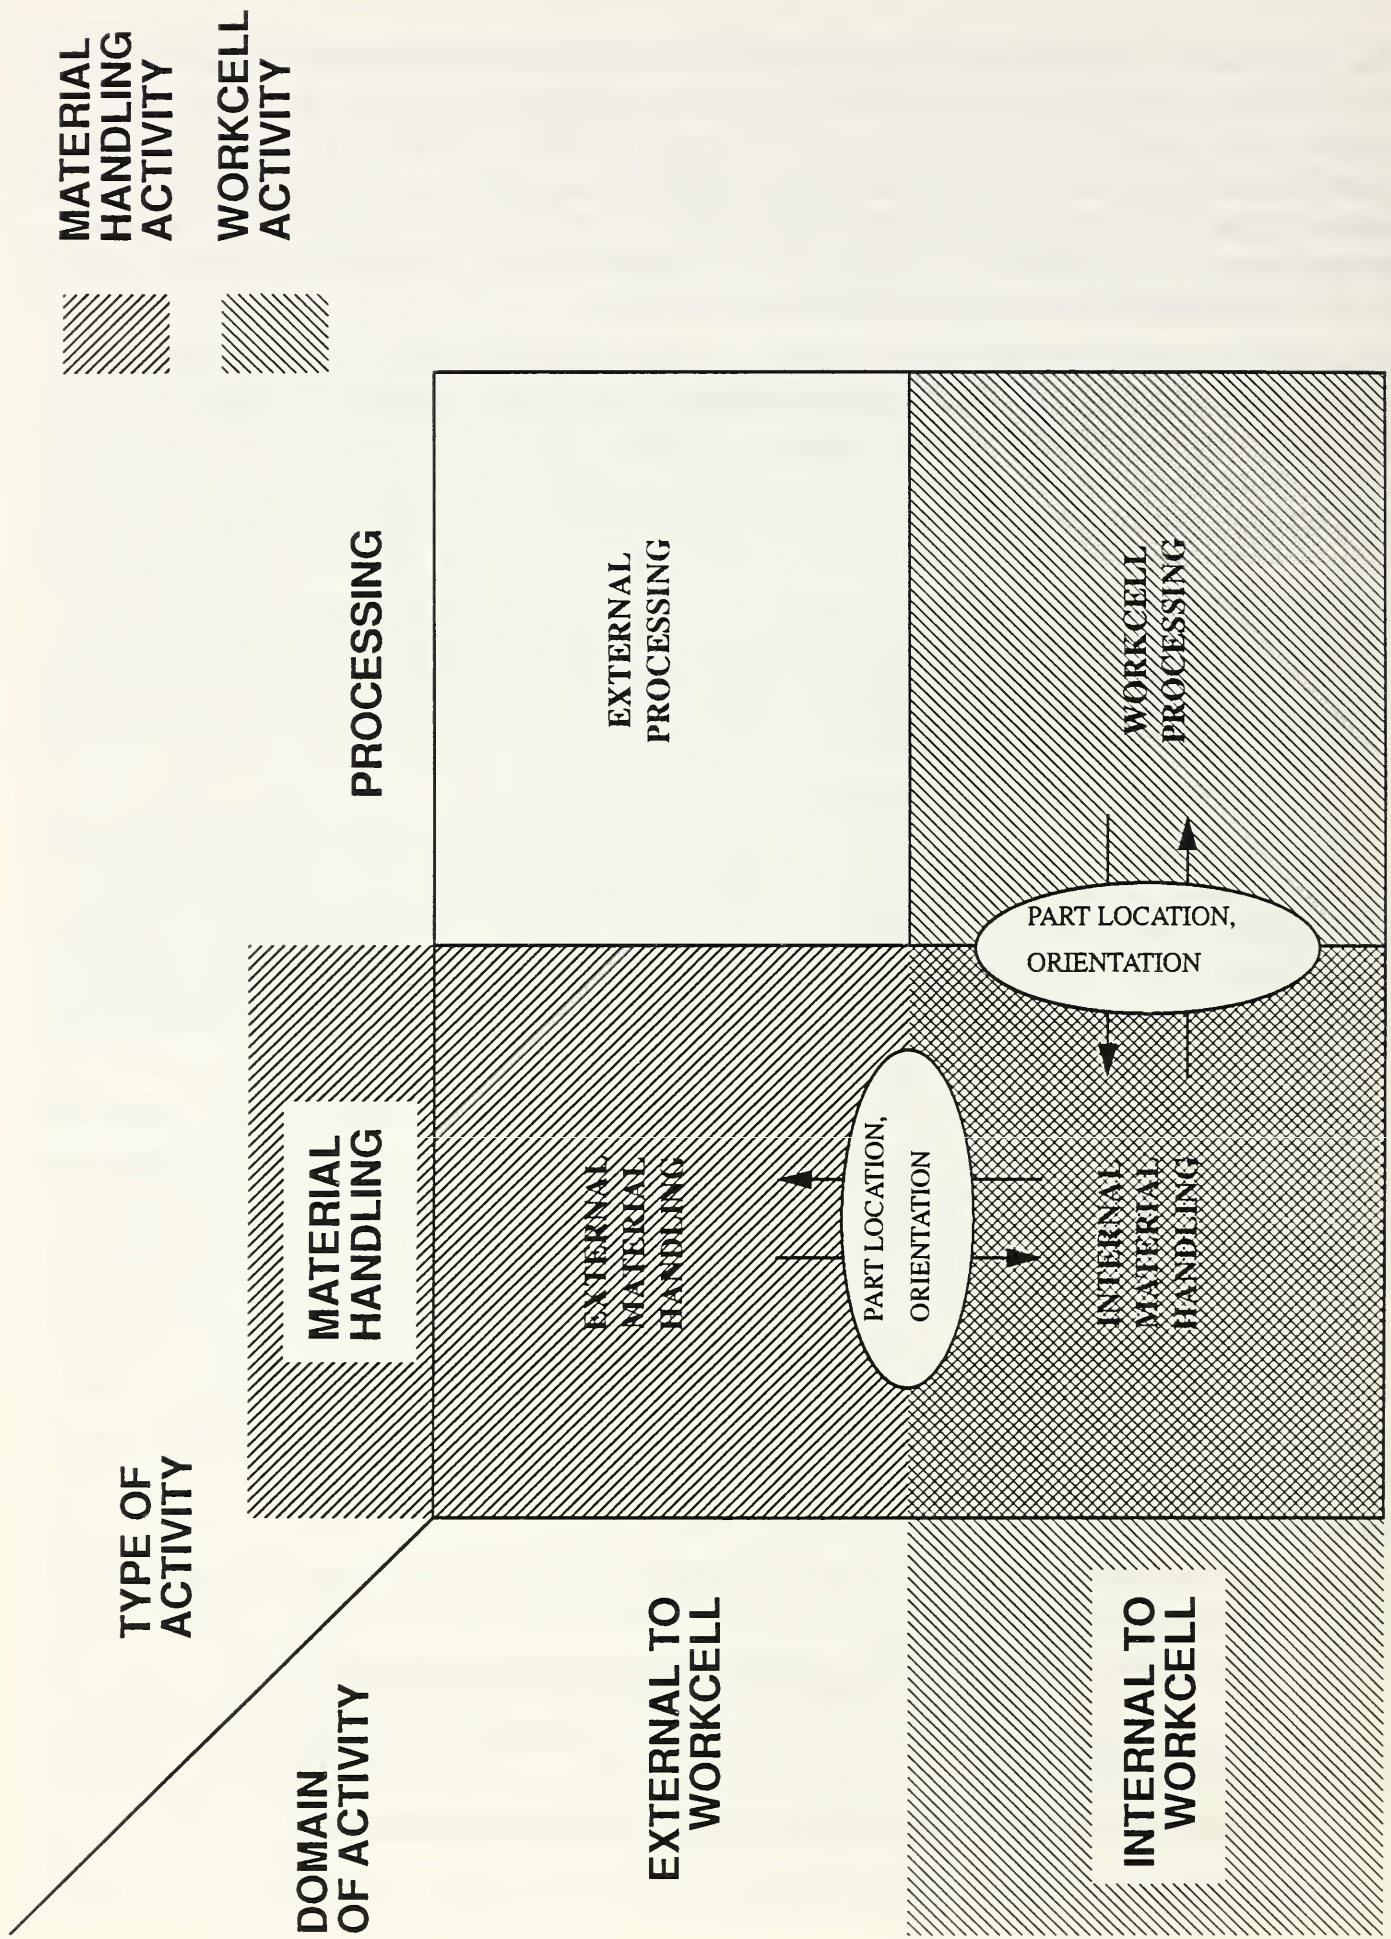 MATERIAL
HANDLING
ACTIVITY
WORKCELL
ACTIVITY
TYPE OF
ACTIVITY
DOMAIN
OF ACTIVITY
MATERIAL
HANDLING
PROCESSING
EXTERNAL TO
WORKCELL
EXTERNAL
MATERIAL
HANDLING
EXTERNAL
PROCESSING
PART LOCATION,
ORIENTATION
INTERNAL TO
WORKCELL
INTERNAL
MATERIAL
HANDLING
PART LOCATION,
ORIENTATION
WORKCELL
PROCESSING